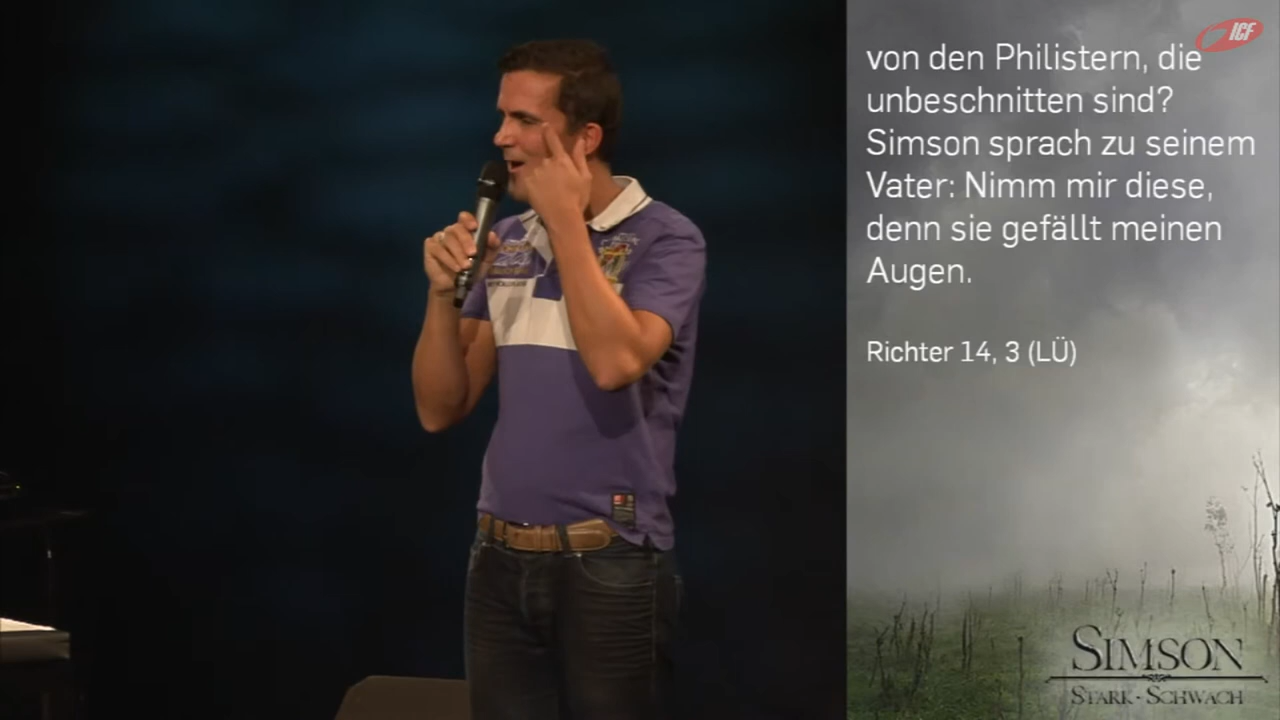 ICF
von den Philistern, die
unbeschnitten sind?
Simson sprach zu seinem
Vater: Nimm mir diese,
denn sie gefällt meinen
Augen.
Richter 14, 3 (LÜ)
SIMSON
STARK · SCHWACH